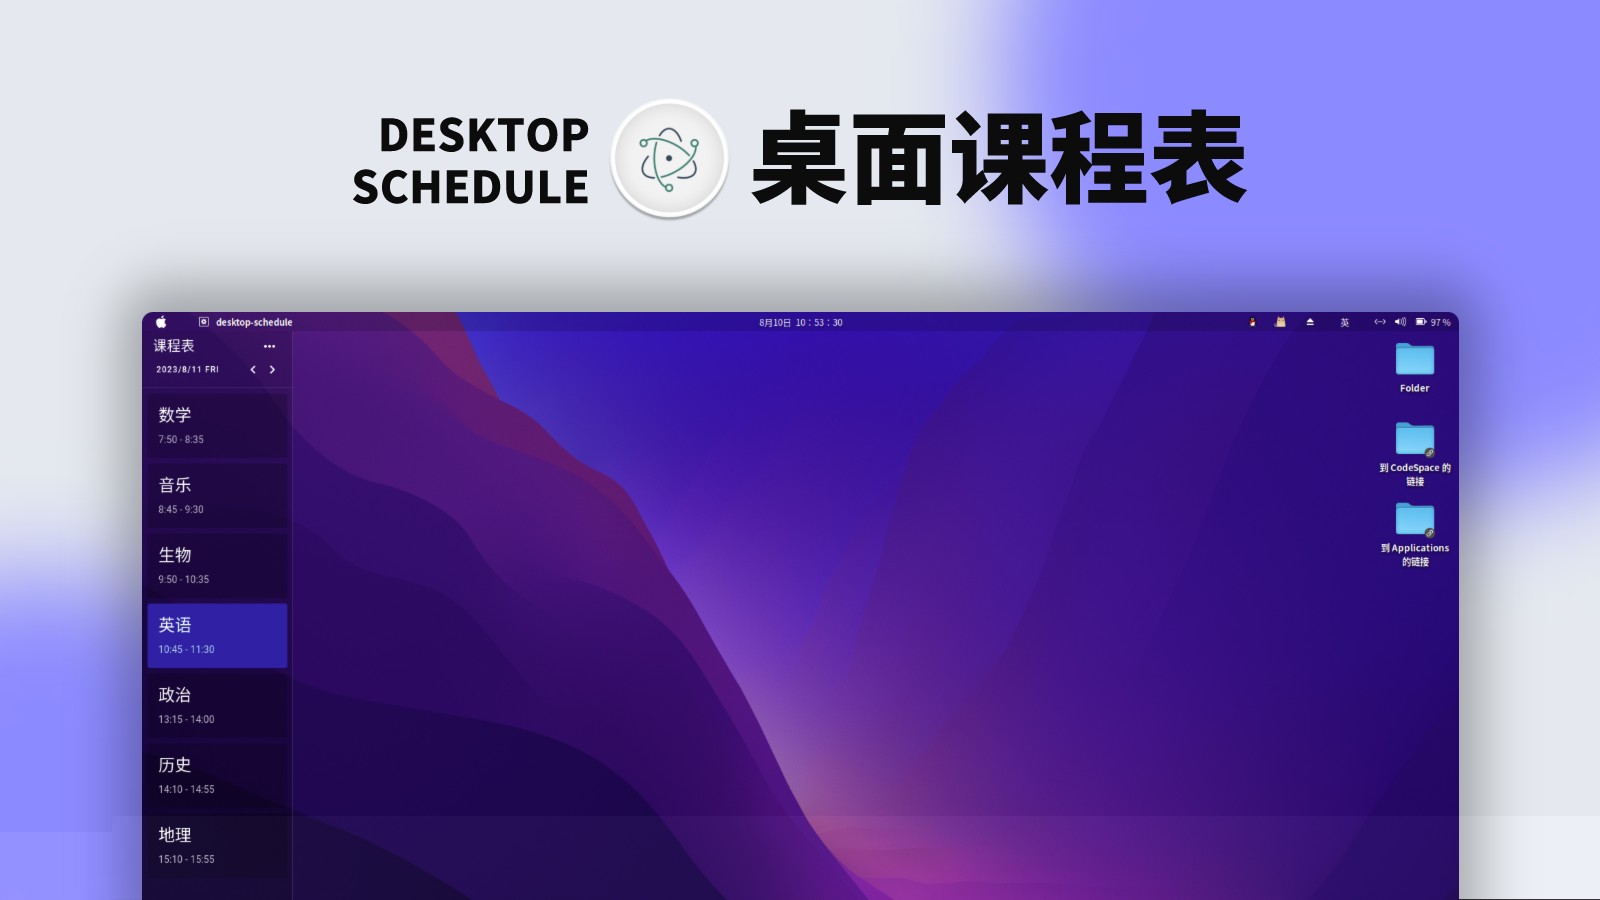 DESKTOP
SCHEDULE
桌面课程表
desktop-schedule
8月10日 10：53：30
英
97 %
课程表
2023/8/11 FRI
数学
7:50 - 8:35
音乐
8:45 - 9:30
生物
9:50 - 10:35
英语
10:45 - 11:30
政治
13:15 - 14:00
历史
14:10 - 14:55
地理
15:10 - 15:55
Folder
到 CodeSpace 的
链接
到 Applications
的链接